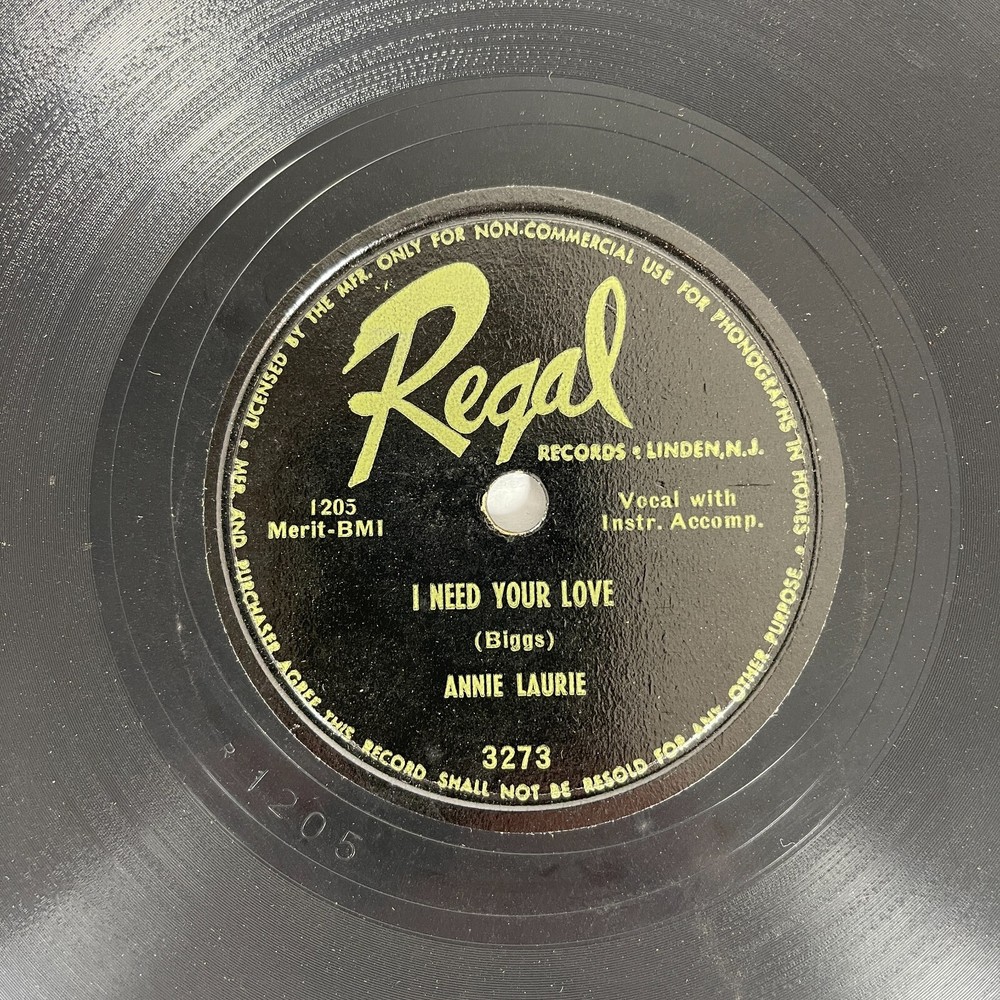 LICENSED BY THE MFR. ONLY FOR NON-COMMERCIAL USE FOR PHONOGRAPHS IN HOMES •
MFR. AND PURCHASER AGREE THIS RECORD SHALL NOT BE RESOLD FOR ANY OTHER PURPOSE •
Regal
RECORDS • LINDEN, N.J.
1205
Merit-BMI
Vocal with
Instr. Accomp.
I NEED YOUR LOVE
(Biggs)
ANNIE LAURIE
3273
R 1205